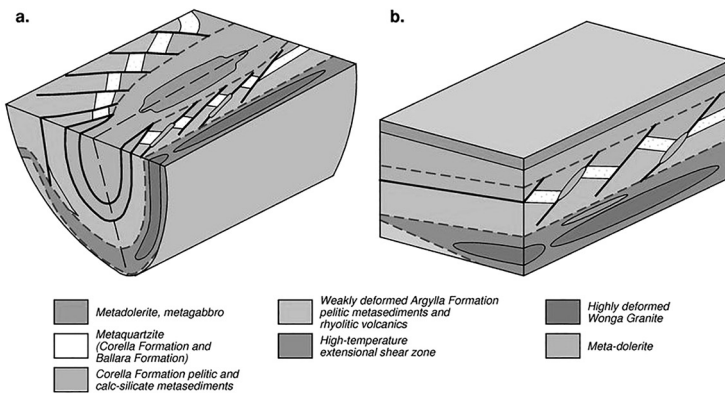 a.
b.
Metadolerite, metagabbro
Metaquartzite
(Corella Formation and
Ballara Formation)
Corella Formation pelitic and
calc-silicate metasediments
Weakly deformed Argylla Formation
pelitic metasediments and
rhyolitic volcanics
High-temperature
extensional shear zone
Highly deformed
Wonga Granite
Meta-dolerite